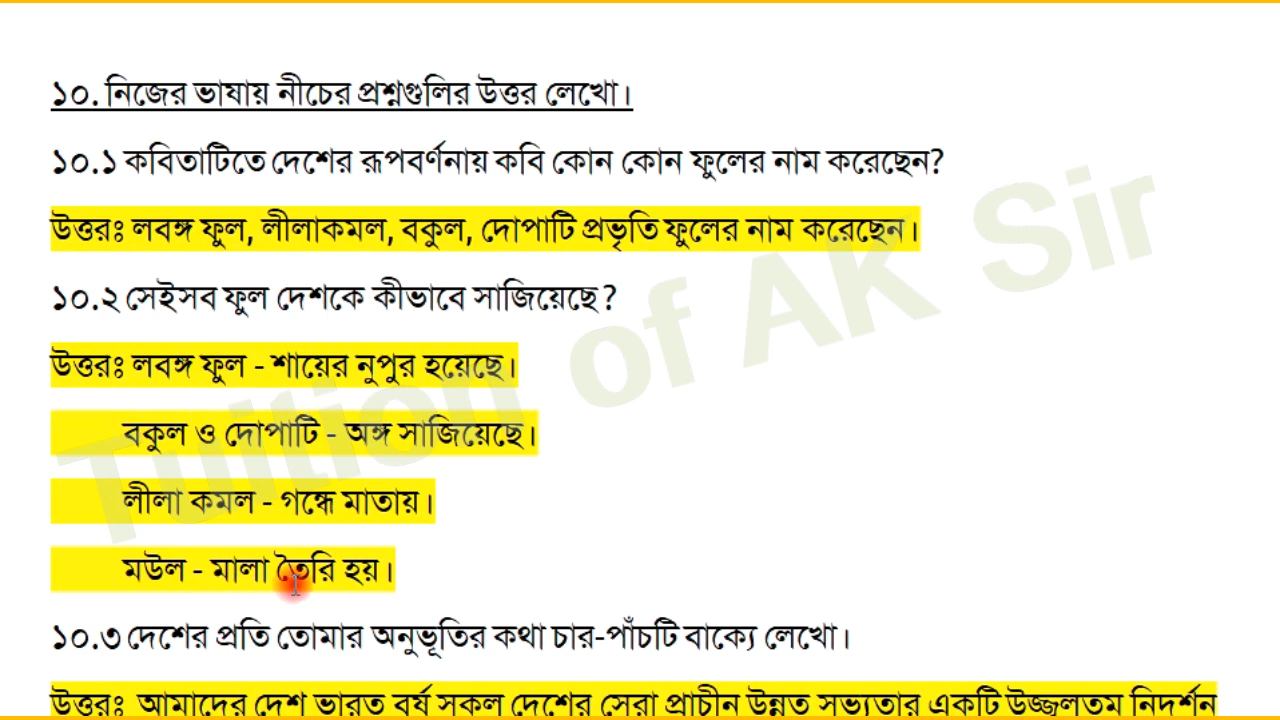 ১০. নিজের ভাষায় নীচের প্রশ্নগুলির উত্তর লেখো।
১০.১ কবিতাটিতে দেশের রূপবর্ণনায় কবি কোন কোন ফুলের নাম করেছেন?
উত্তরঃ লবঙ্গ ফুল, লীলাকমল, বকুল, দোপাটি প্রভৃতি ফুলের নাম করেছেন।
১০.২ সেইসব ফুল দেশকে কীভাবে সাজিয়েছে?
উত্তরঃ লবঙ্গ ফুল - শায়ের নুপুর হয়েছে।
বকুল ও দোপাটি - অঙ্গ সাজিয়েছে।
লীলা কমল - গন্ধে মাতায়।
মউল - মালা তৈরি হয়।
১০.৩ দেশের প্রতি তোমার অনুভূতির কথা চার-পাঁচটি বাক্যে লেখো।
উত্তরঃ আমাদের দেশ ভারত বর্ষ সকল দেশের সেরা প্রাচীন উন্নত সভ্যতার একটি উজ্জ্বলতম নিদর্শন
Tuition of AK Sir